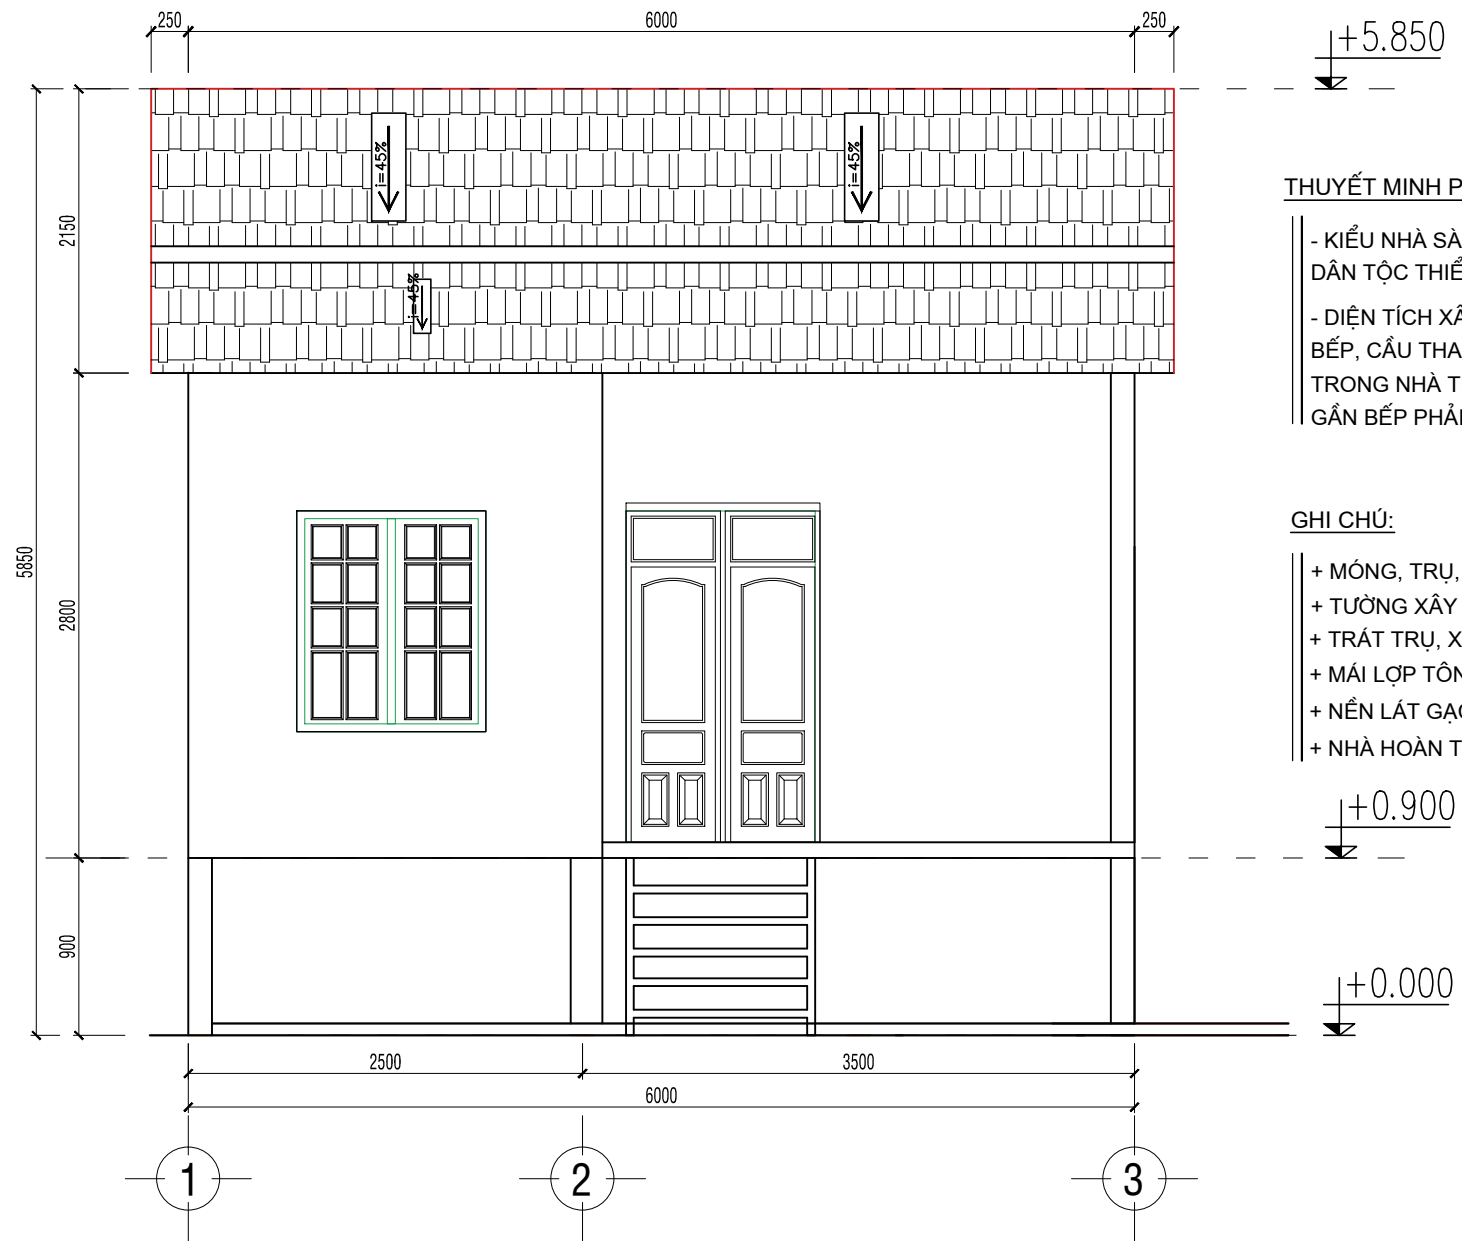 250
6000
250
+5.850
i=45%
i=45%
THUYẾT MINH P
2150
- KIỂU NHÀ SÀ
DÂN TỘC THIỂ
i=45%
- DIỆN TÍCH XÂ
BẾP, CẦU THA
TRONG NHÀ T
GẦN BẾP PHẢI
GHI CHÚ:
5850
2800
+ MÓNG, TRỤ,
+ TƯỜNG XÂY
+ TRÁT TRỤ, X
+ MÁI LỢP TÔN
+ NỀN LÁT GẠC
+ NHÀ HOÀN T
+0.900
900
+0.000
2500
3500
6000
1
2
3